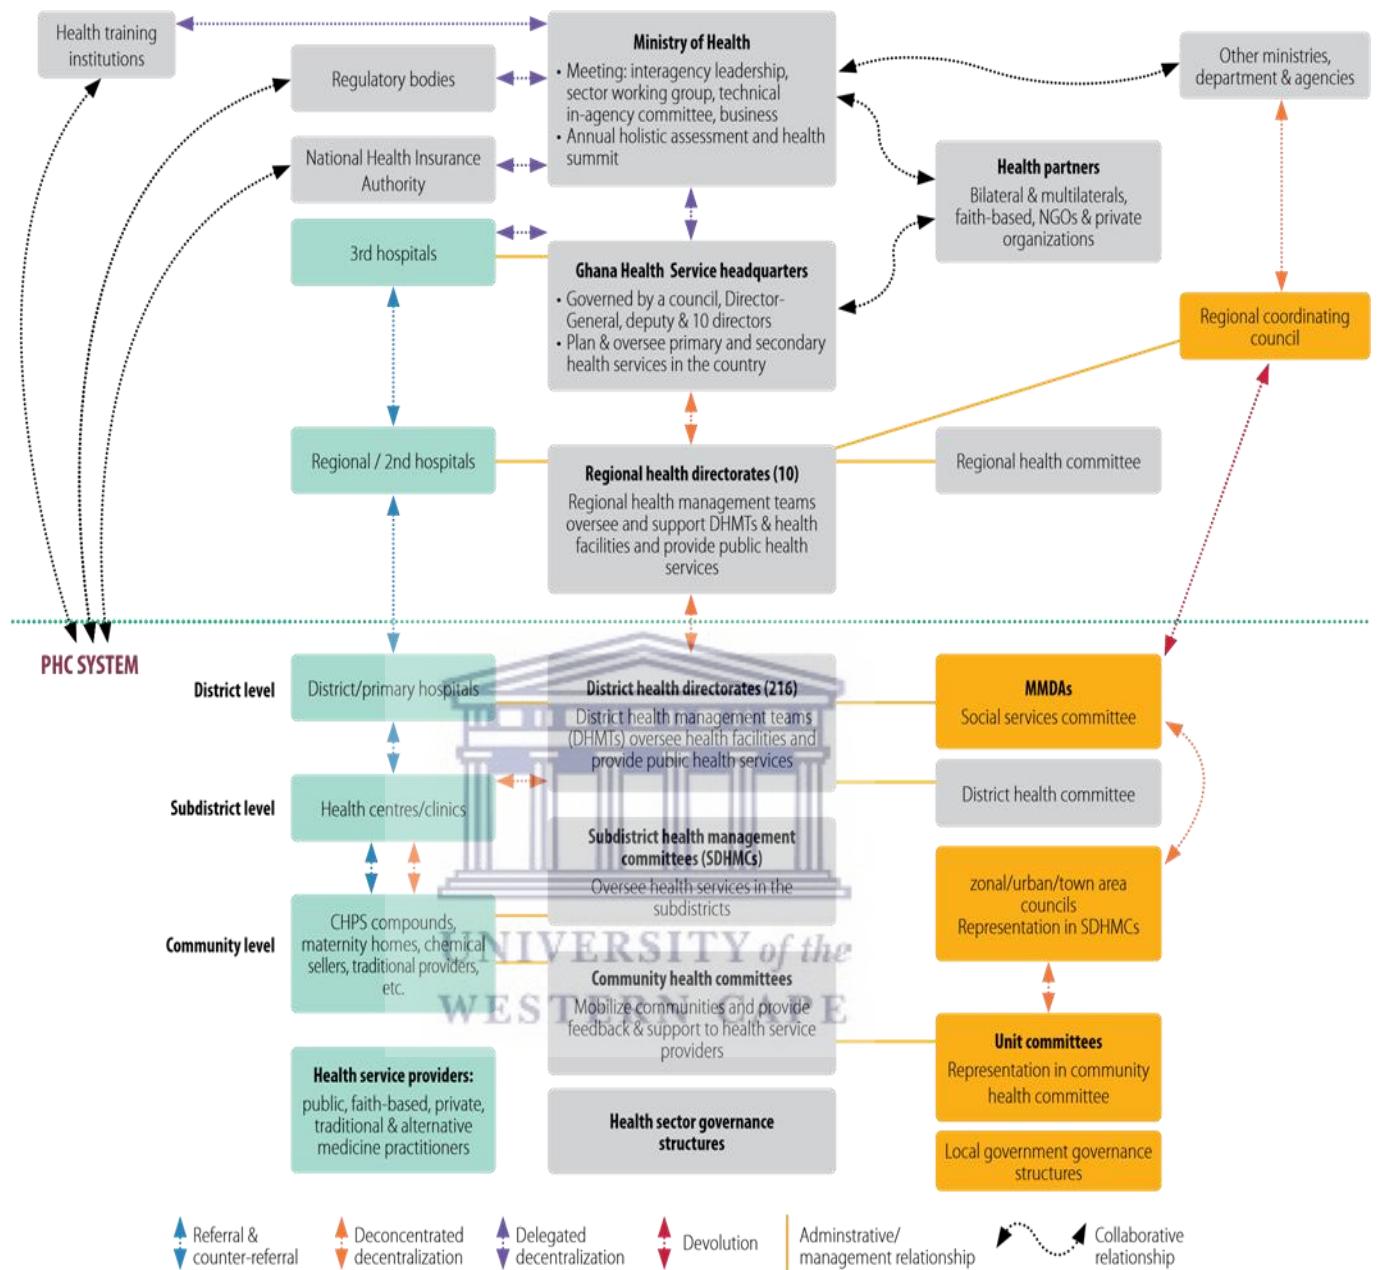 Health training
institutions
Regulatory bodies
National Health Insurance
Authority
3rd hospitals
Regional / 2nd hospitals
Ministry of Health
• Meeting: interagency leadership,
sector working group, technical
in-agency committee, business
• Annual holistic assessment and health
summit
Other ministries,
department & agencies
Health partners
Bilateral & multilaterals,
faith-based, NGOs & private
organizations
Ghana Health Service headquarters
• Governed by a council, Director-
General, deputy & 10 directors
• Plan & oversee primary and secondary
health services in the country
Regional coordinating
council
Regional health directorates (10)
Regional health management teams
oversee and support DHMTs & health
facilities and provide public health
services
Regional health committee
PHC SYSTEM
District level
District/primary hospitals
District health directorates (216)
District health management teams
(DHMTs) oversee health facilities and
provide public health services
MMDAs
Social services committee
District health committee
Subdistrict level
Health centres/clinics
Subdistrict health management
committees (SDHMCs)
Oversee health services in the
subdistricts
zonal/urban/town area
councils
Representation in SDHMCs
Community level
CHPS compounds,
maternity homes, chemical
sellers, traditional providers,
etc.
UNIVERSITY of the
WESTERN CAPE
Community health committees
Mobilize communities and provide
feedback & support to health service
providers
Unit committees
Representation in community
health committee
Health service providers:
public, faith-based, private,
traditional & alternative
medicine practitioners
Health sector governance
structures
Local government governance
structures
Referral &
counter-referral
Deconcentrated
decentralization
Delegated
decentralization
Devolution
Adminstrative/
management relationship
Collaborative
relationship